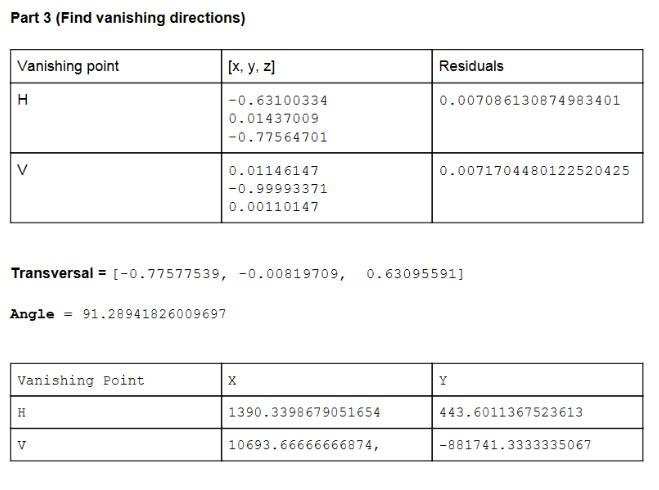 Part 3 (Find vanishing directions)
Vanishing point [x, y, z] Residuals
H -0.63100334 0.007086130874983401
0.01437009
-0.77564701
V 0.01146147 0.0071704480122520425
-0.99993371
0.00110147
Transversal = [-0.77577539, -0.00819709, 0.63095591]
Angle = 91.28941826009697
Vanishing Point X Y
H 1390.3398679051654 443.6011367523613
V 10693.66666666874, -881741.3333335067